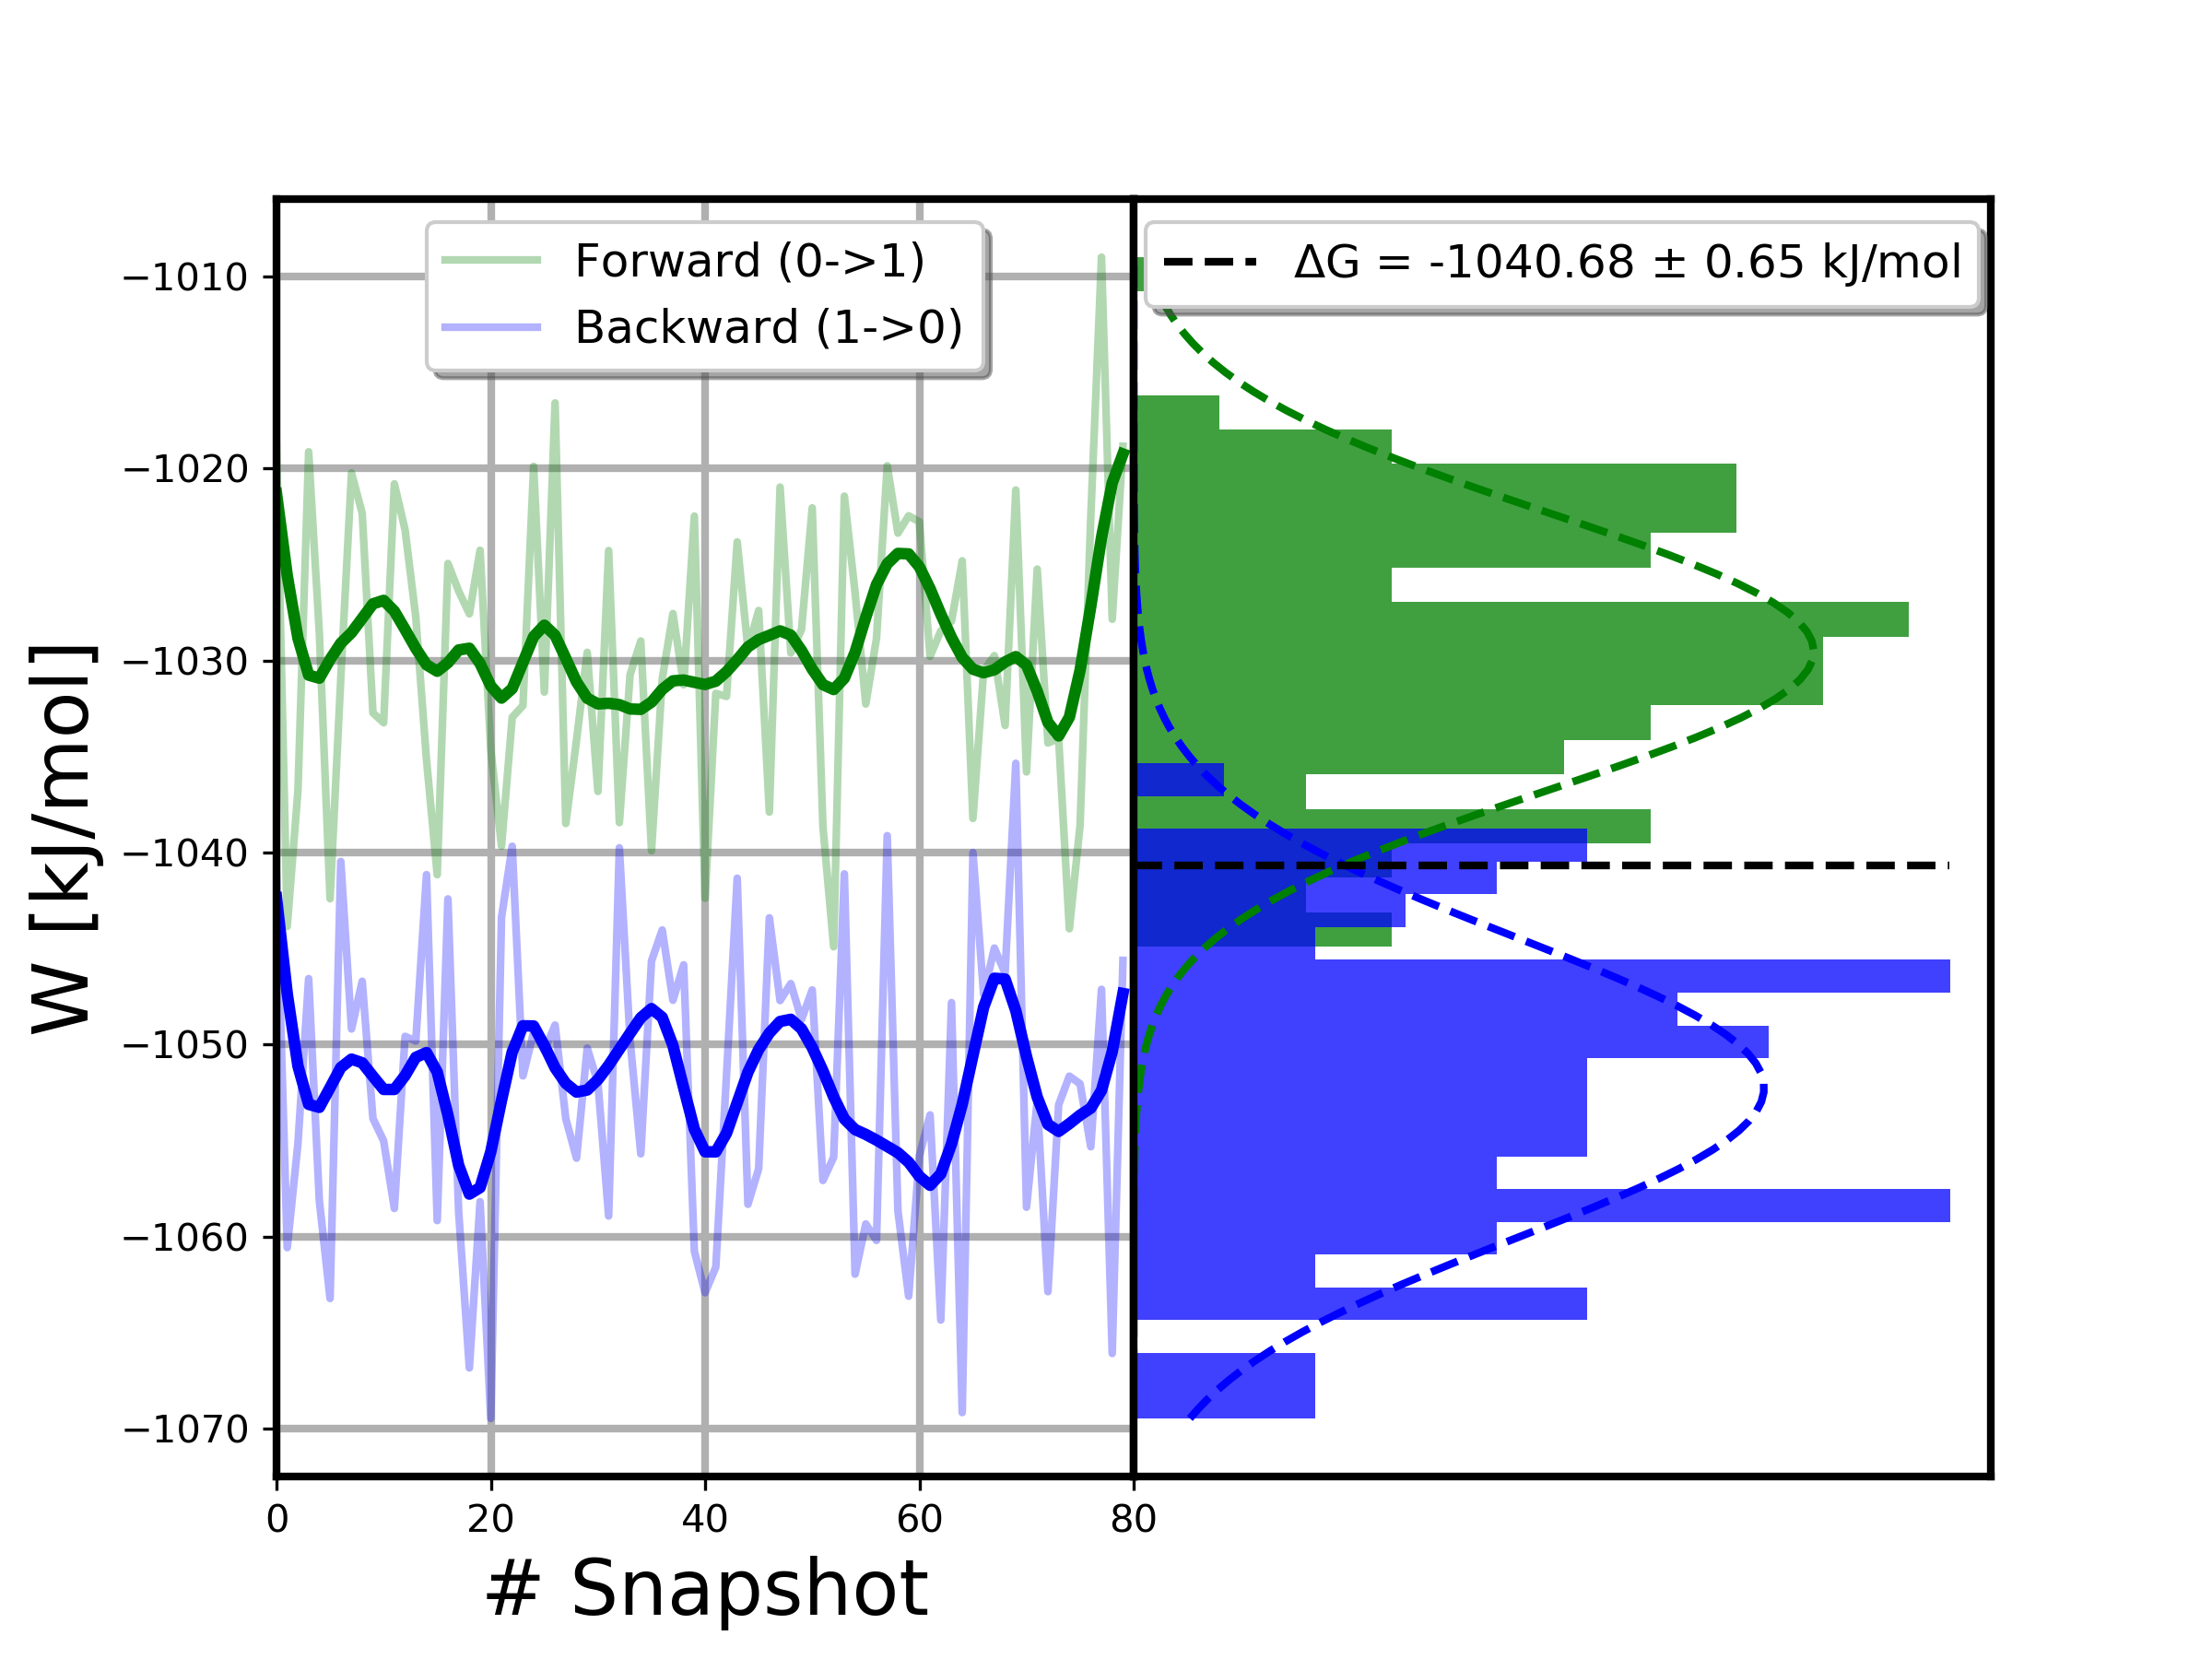 Forward (0->1)
Backward (1->0)
ΔG = -1040.68 ± 0.65 kJ/mol
W [kJ/mol]
−1010
−1020
−1030
−1040
−1050
−1060
−1070
0 20 40 60 80
# Snapshot